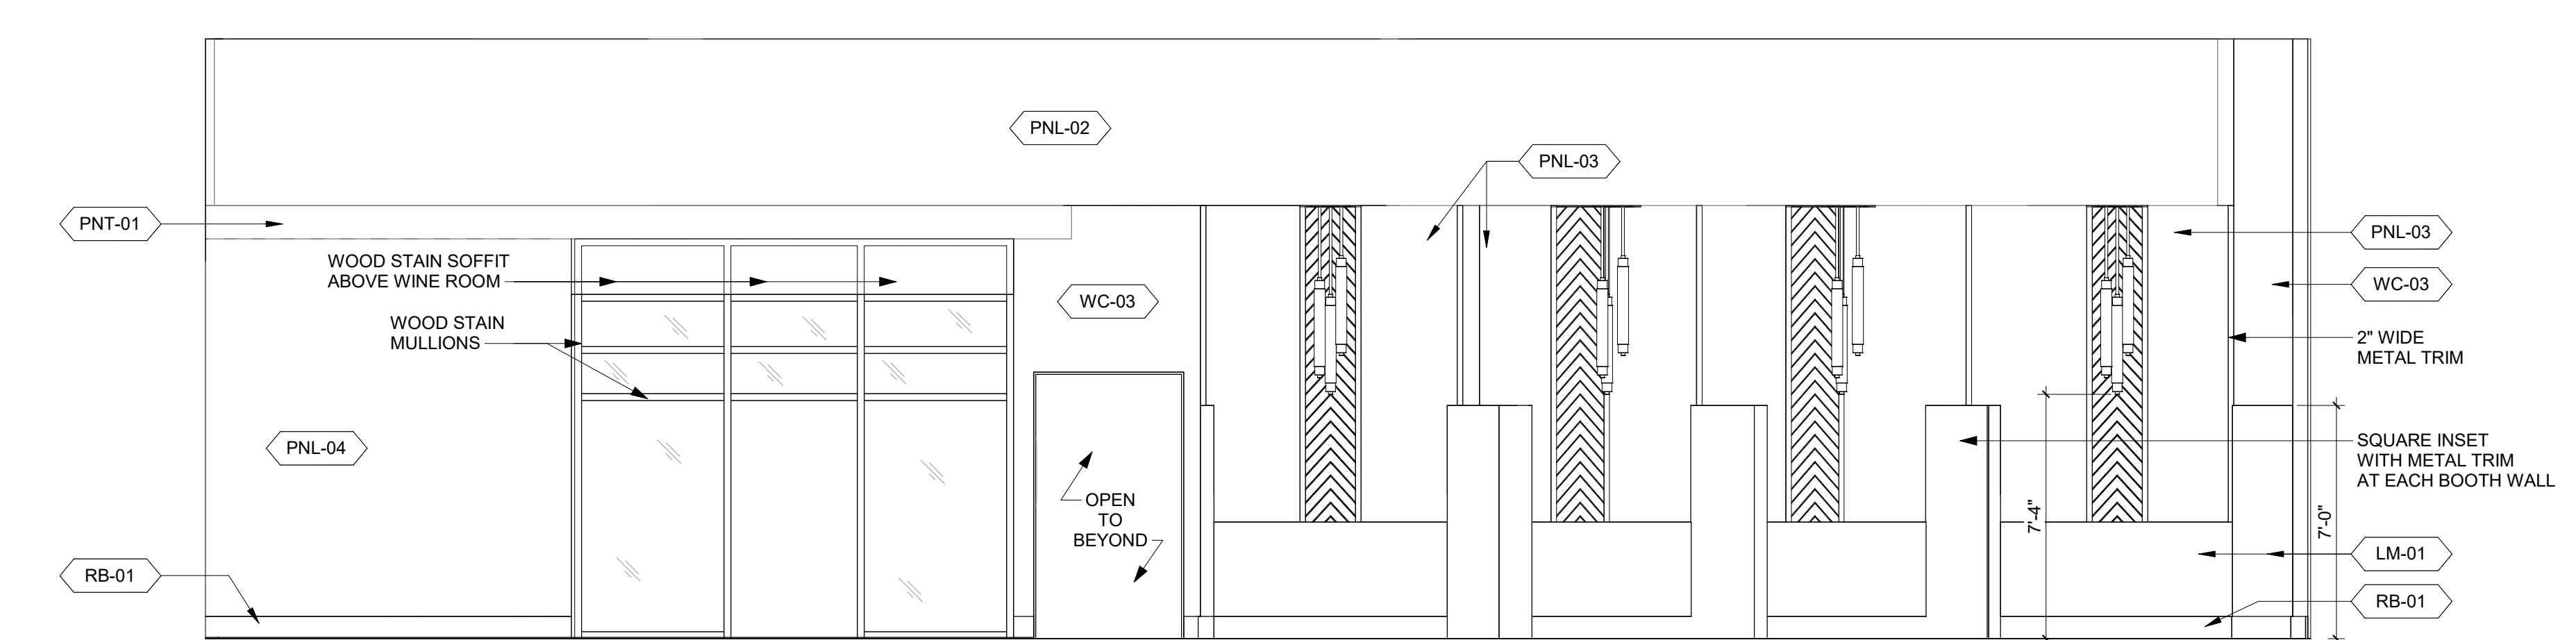 PNL-02
PNL-03
PNT-01
PNL-03
WOOD STAIN SOFFIT
ABOVE WINE ROOM
WC-03
WC-03
WOOD STAIN
MULLIONS
2" WIDE
METAL TRIM
PNL-04
SQUARE INSET
WITH METAL TRIM
AT EACH BOOTH WALL
OPEN
TO
BEYOND
7'-4"
7'-0"
LM-01
RB-01
RB-01